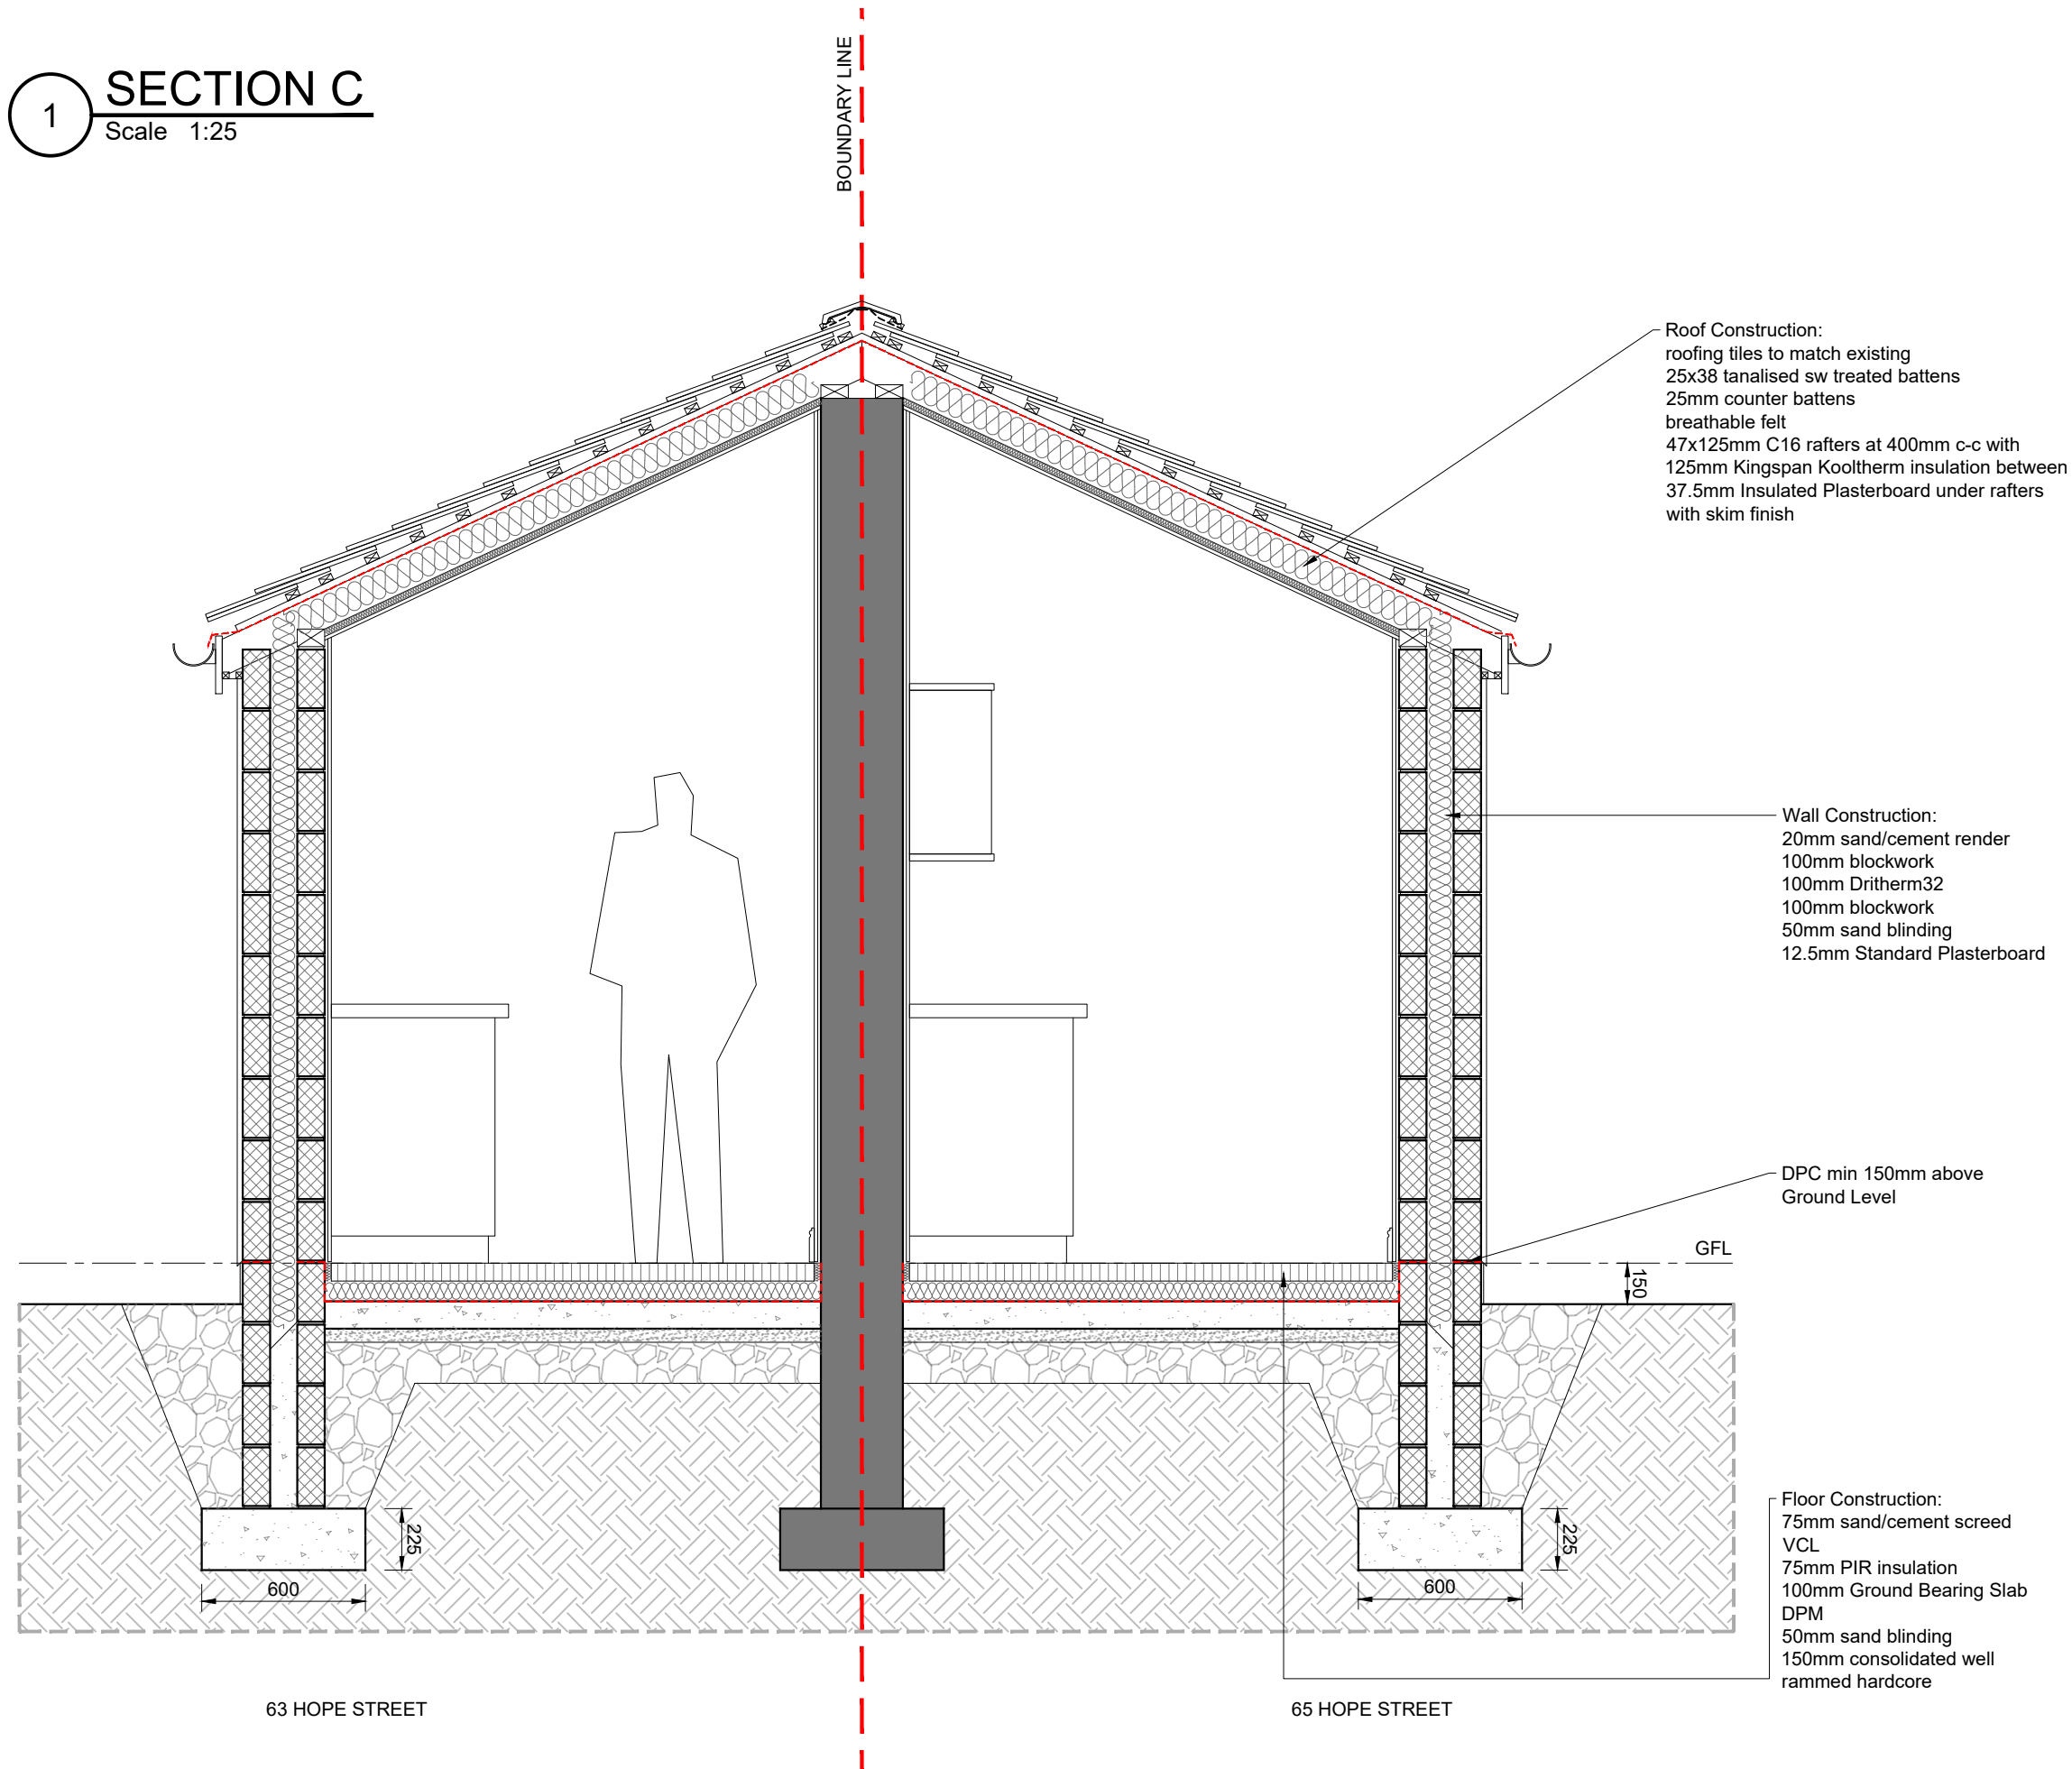 1
SECTION C
Scale 1:25
BOUNDARY LINE
Roof Construction:
roofing tiles to match existing
25x38 tanalised sw treated battens
25mm counter battens
breathable felt
47x125mm C16 rafters at 400mm c-c with
125mm Kingspan Kooltherm insulation between
37.5mm Insulated Plasterboard under rafters
with skim finish
Wall Construction:
20mm sand/cement render
100mm blockwork
100mm Dritherm32
100mm blockwork
50mm sand blinding
12.5mm Standard Plasterboard
DPC min 150mm above
Ground Level
GFL
150
225
600
225
600
Floor Construction:
75mm sand/cement screed
VCL
75mm PIR insulation
100mm Ground Bearing Slab
DPM
50mm sand blinding
150mm consolidated well
rammed hardcore
63 HOPE STREET
65 HOPE STREET